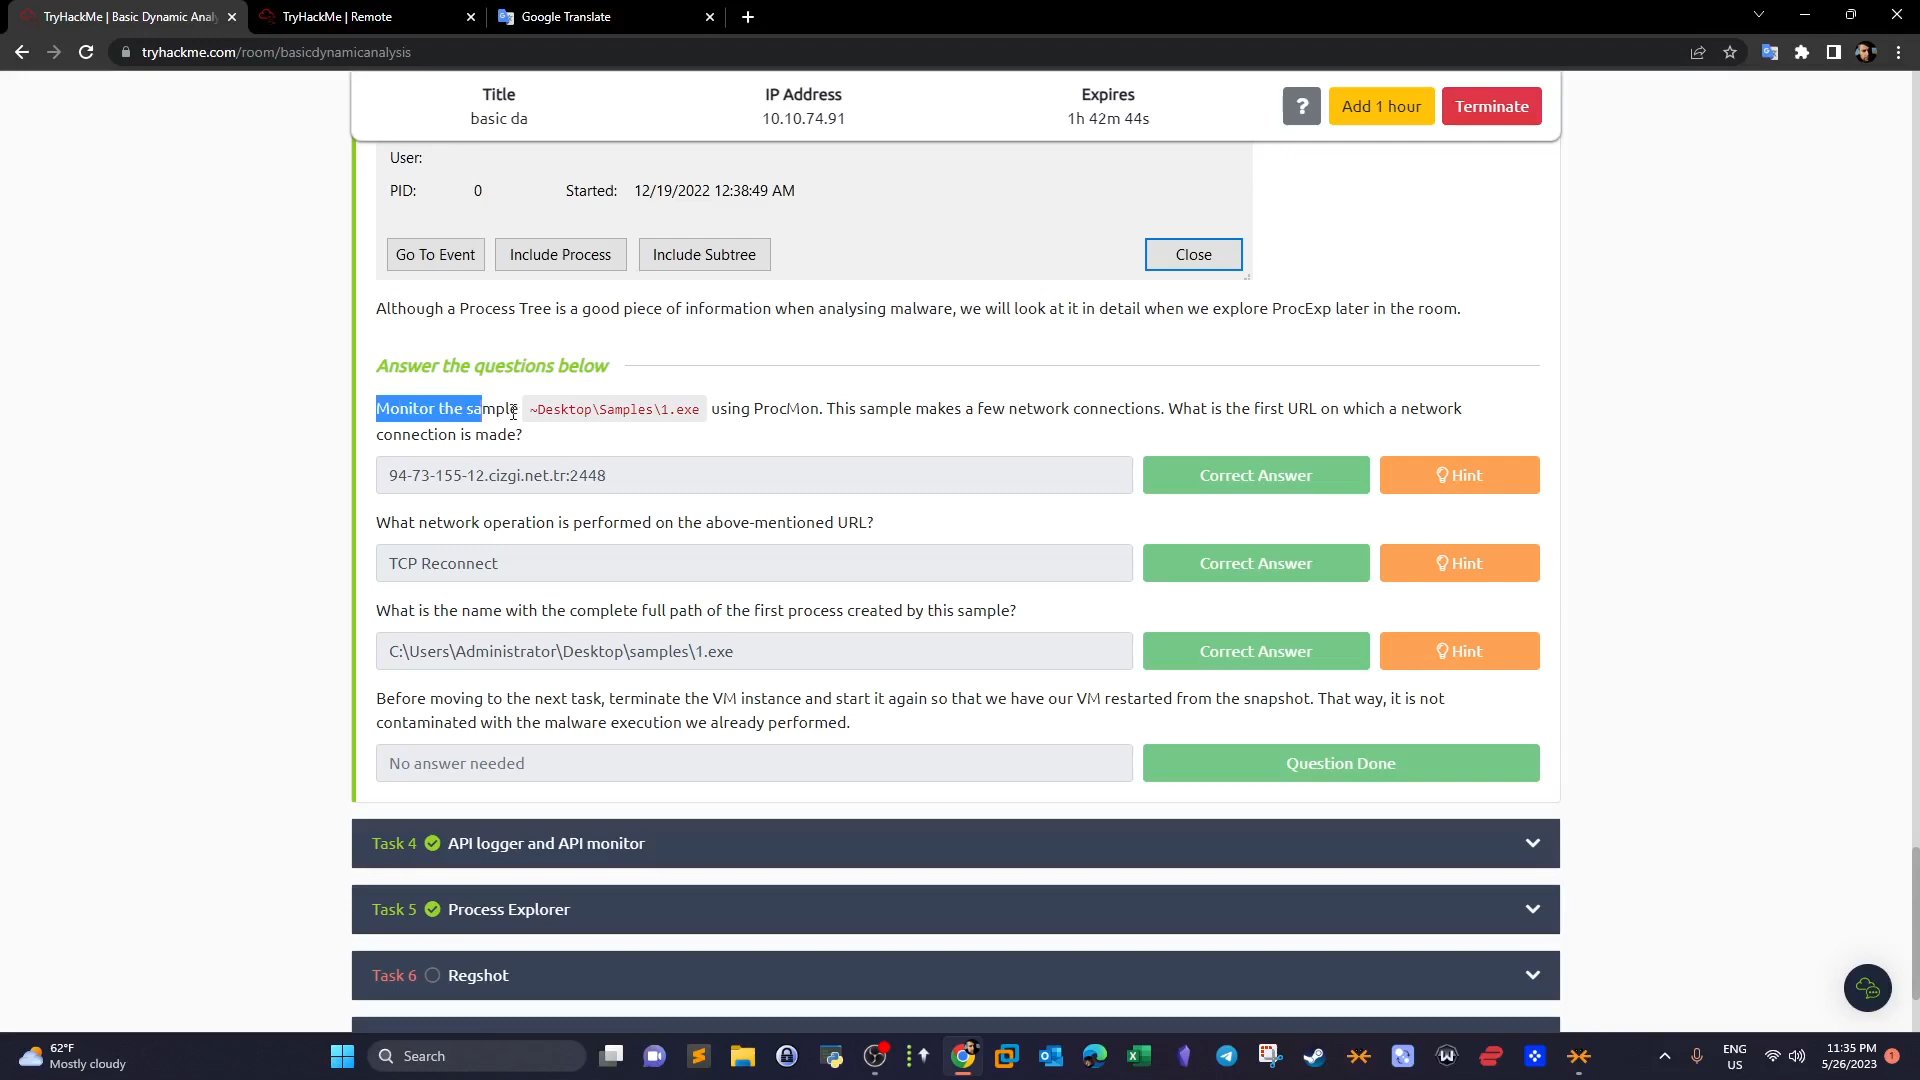 TryHackMe | Basic Dynamic Anal
TryHackMe | Remote
Google Translate
tryhackme.com/room/basicdynamicanalysis
Title
IP Address
Expires
basic da
10.10.74.91
1h 42m 44s
?
Add 1 hour
Terminate
User:
PID: 0 Started: 12/19/2022 12:38:49 AM
Go To Event
Include Process
Include Subtree
Close
Although a Process Tree is a good piece of information when analysing malware, we will look at it in detail when we explore ProcExp later in the room.
Answer the questions below
Monitor the sample ~Desktop\Samples\1.exe using ProcMon. This sample makes a few network connections. What is the first URL on which a network
connection is made?
94-73-155-12.cizgi.net.tr:2448
Correct Answer
Hint
What network operation is performed on the above-mentioned URL?
TCP Reconnect
Correct Answer
Hint
What is the name with the complete full path of the first process created by this sample?
C:\Users\Administrator\Desktop\samples\1.exe
Correct Answer
Hint
Before moving to the next task, terminate the VM instance and start it again so that we have our VM restarted from the snapshot. That way, it is not
contaminated with the malware execution we already performed.
No answer needed
Question Done
Task 4 API logger and API monitor
Task 5 Process Explorer
Task 6 Regshot
62°F
Mostly cloudy
Search
ENG
US
11:35 PM
5/26/2023
1